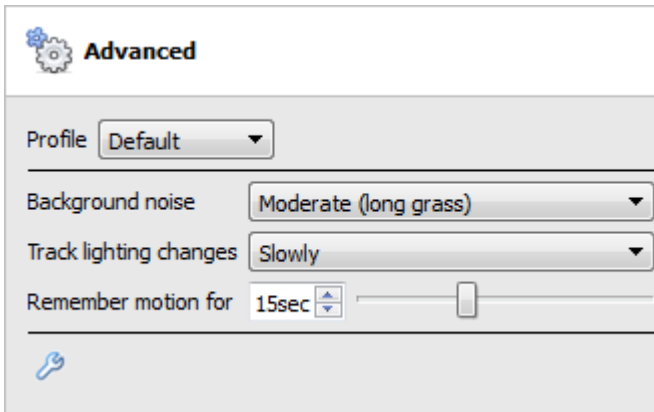 Advanced
Profile Default
Background noise Moderate (long grass)
Track lighting changes Slowly
Remember motion for 15sec